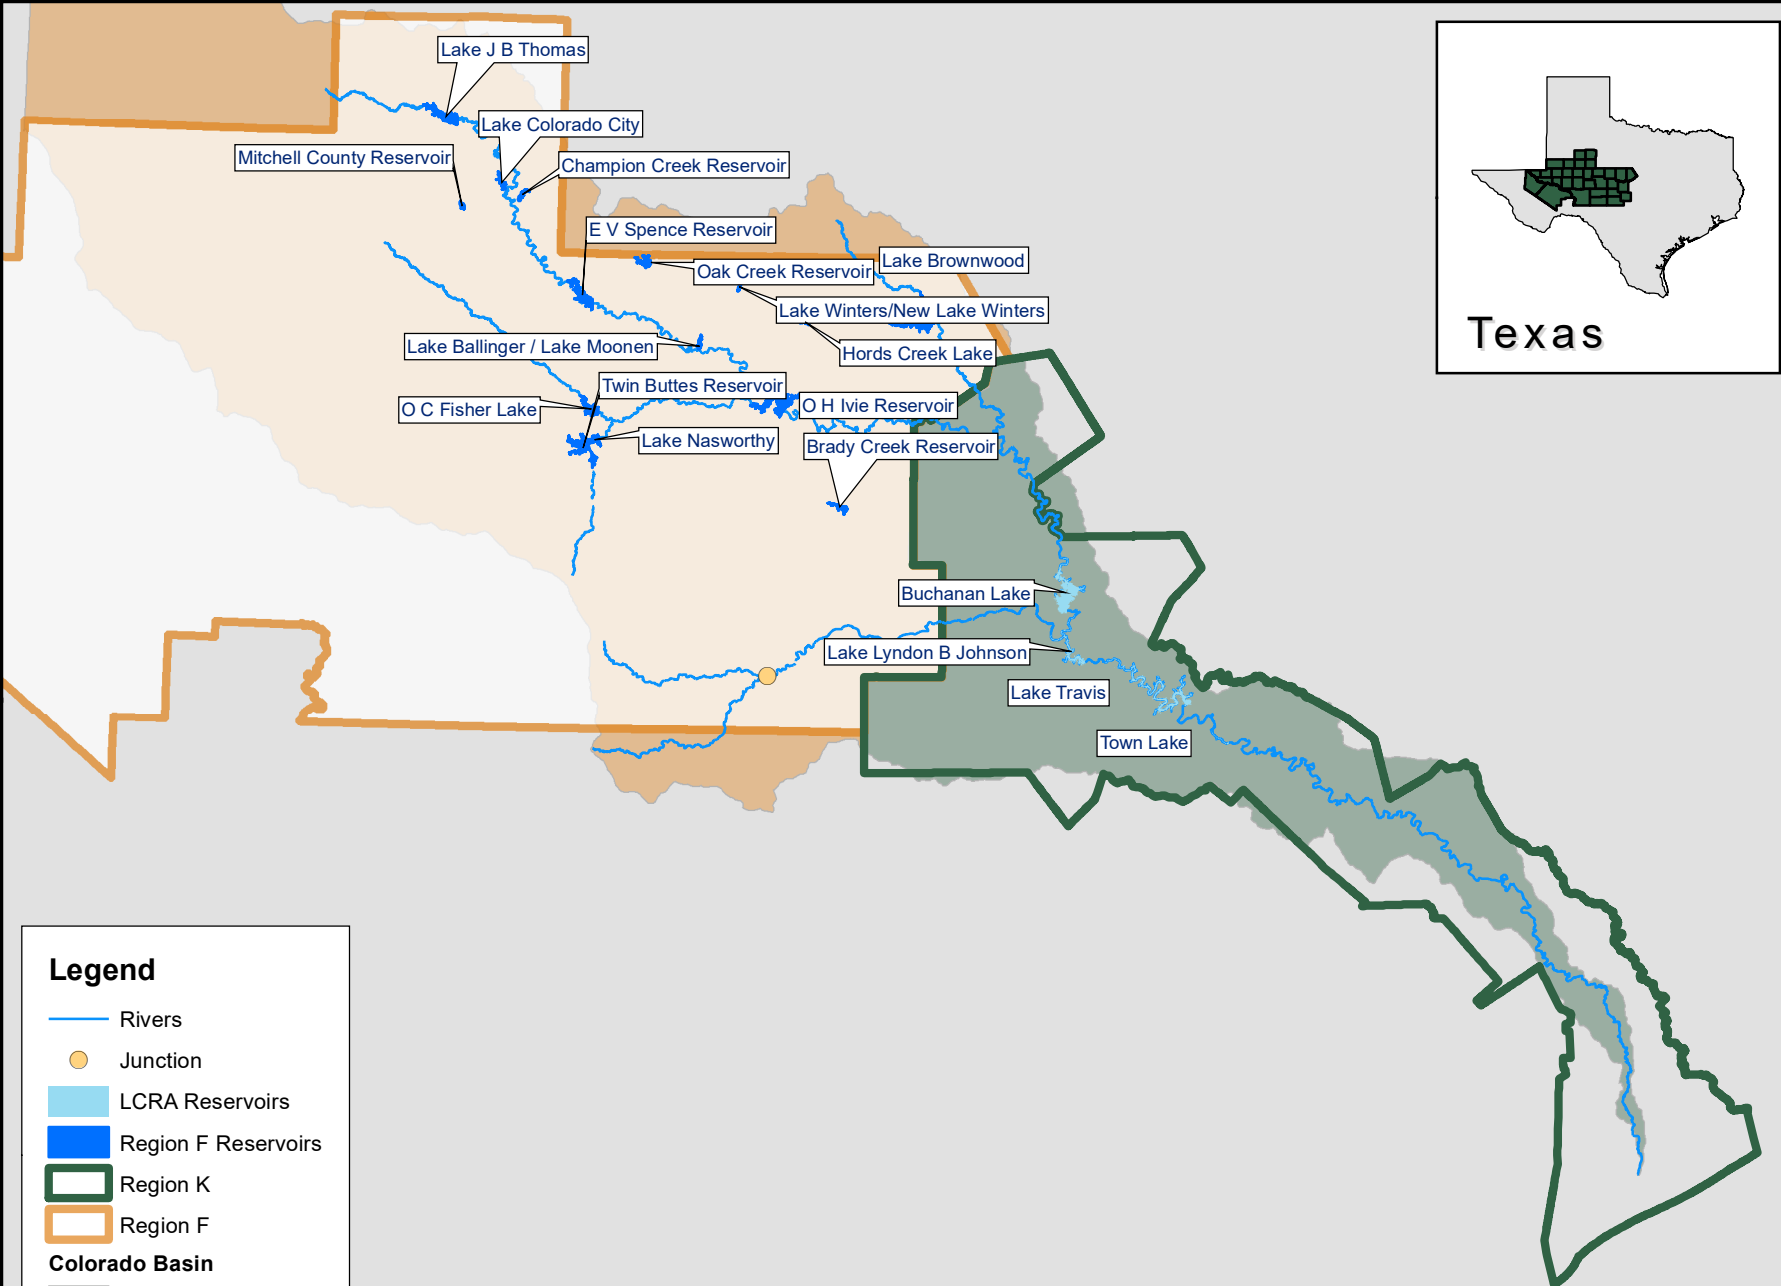 Lake J B Thomas
Lake Colorado City
Mitchell County Reservoir
Champion Creek Reservoir
E V Spence Reservoir
Lake Brownwood
Oak Creek Reservoir
Lake Winters/New Lake Winters
Lake Ballinger / Lake Moonen
Hords Creek Lake
Twin Buttes Reservoir
O C Fisher Lake
O H Ivie Reservoir
Lake Nasworthy
Brady Creek Reservoir
Buchanan Lake
Lake Lyndon B Johnson
Lake Travis
Town Lake
Texas
Legend
Rivers
Junction
LCRA Reservoirs
Region F Reservoirs
Region K
Region F
Colorado Basin